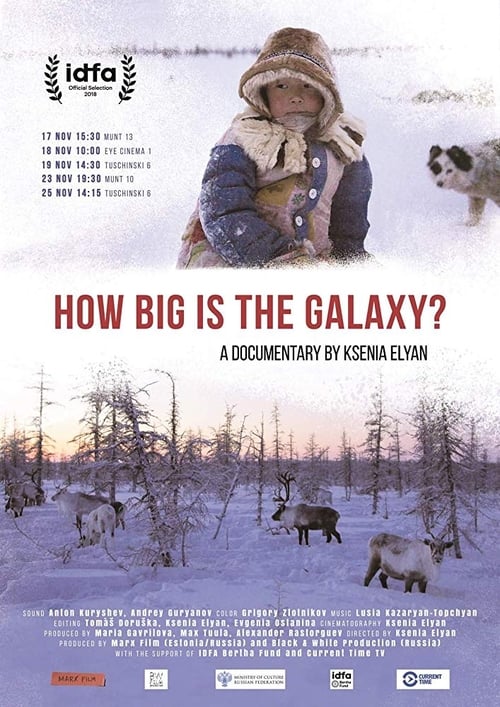 idfa
Official Selection
2018
17 NOV 15:30 MUNT 13
18 NOV 10:00 EYE CINEMA 1
19 NOV 14:30 TUSCHINSKI 6
23 NOV 19:30 MUNT 10
25 NOV 14:15 TUSCHINSKI 6
HOW BIG IS THE GALAXY?
A DOCUMENTARY BY KSENIA ELYAN
SOUND Anton Kuryshev, Andrey Guryanov COLOR Grigory Zlotnikov MUSIC Lusia Kazaryan-Topchyan
EDITING Tomáš Doruška, Ksenia Elyan, Evgenia Ostanina CINEMATOGRAPHY Ksenia Elyan
PRODUCED BY Maria Gavrilova, Max Tuula, Alexander Rastorguev DIRECTED BY Ksenia Elyan
PRODUCED BY Marx Film (Estonia/Russia) and Black & White Production (Russia)
WITH THE SUPPORT OF IDFA Bertha Fund and Current Time TV
MARX FILM
MINISTRY OF CULTURE
RUSSIAN FEDERATION
idfa
Bertha
Fund
CURRENT
TIME